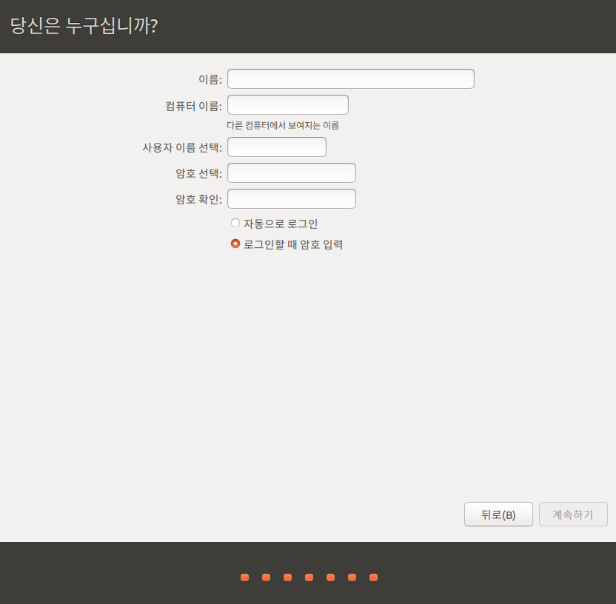 당신은 누구십니까?
이름:
컴퓨터 이름:
다른 컴퓨터에서 보여지는 이름
사용자 이름 선택:
암호 선택:
암호 확인:
자동으로 로그인
로그인할 때 암호 입력
뒤로(B) 계속하기